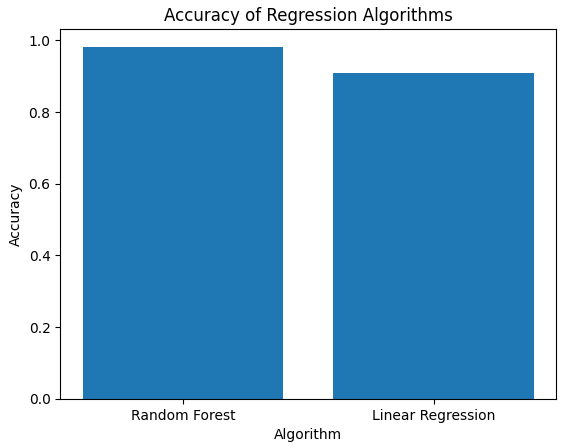 Accuracy of Regression Algorithms
1.0
0.8
0.6
0.4
0.2
0.0
Accuracy
Random Forest
Linear Regression
Algorithm